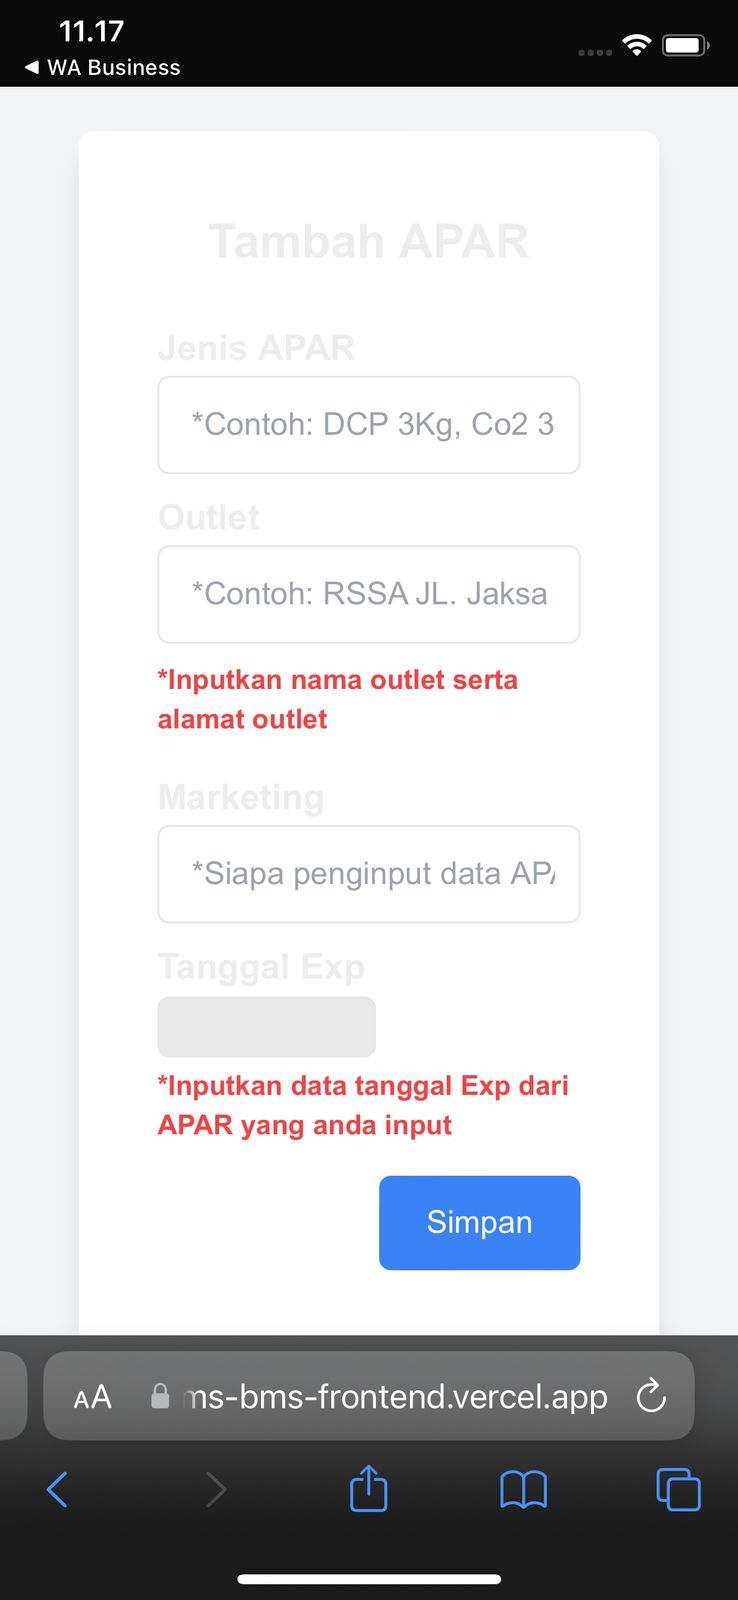 11.17
◀ WA Business
Tambah APAR
Jenis APAR
*Contoh: DCP 3Kg, Co2 3
Outlet
*Contoh: RSSA JL. Jaksa
*Inputkan nama outlet serta
alamat outlet
Marketing
*Siapa penginput data AP
Tanggal Exp
*Inputkan data tanggal Exp dari
APAR yang anda input
Simpan
AA ms-bms-frontend.vercel.app